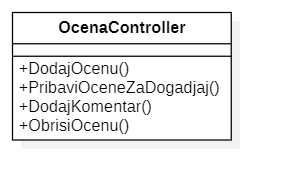 OcenaController
+DodajOcenu()
+PribaviOceneZaDogadjaj()
+DodajKomentar()
+ObrisiOcenu()